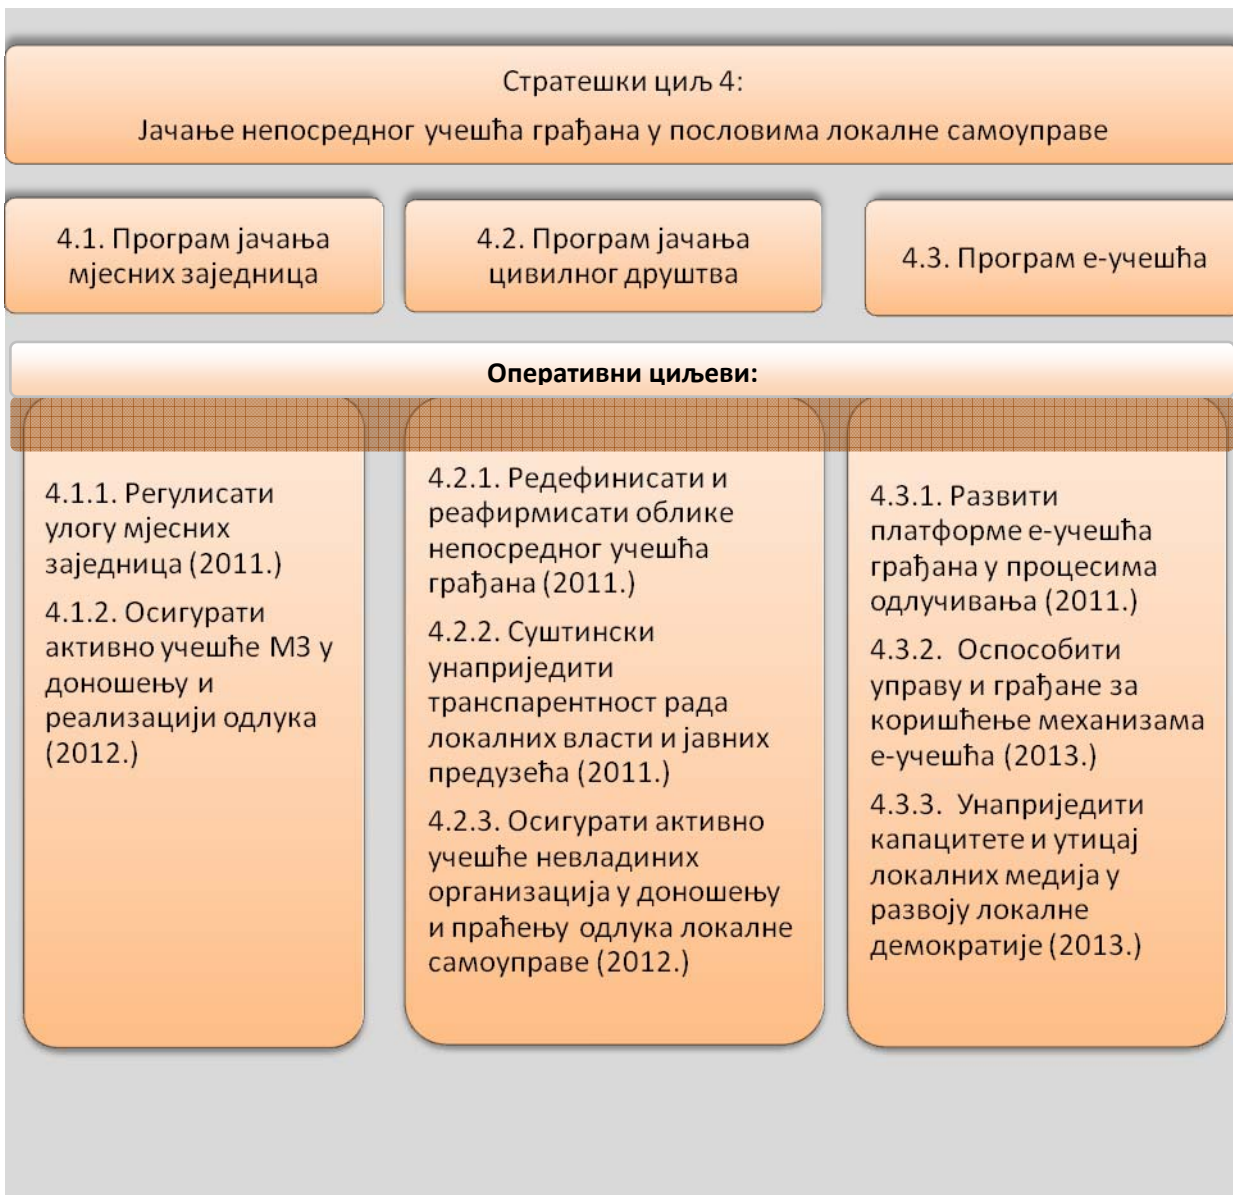 Стратешки циљ 4:
Јачање непосредног учешћа грађана у пословима локалне самоуправе
4.1. Програм јачања
мјесних заједница
4.2. Програм јачања
цивилног друштва
4.3. Програм е-учешћа
Оперативни циљеви:
4.1.1. Регулисати
улогу мјесних
заједница (2011.)
4.1.2. Осигурати
активно учешће МЗ у
доношењу и
реализацији одлука
(2012.)
4.2.1. Редефинисати и
реафирмисати облике
непосредног учешћа
грађана (2011.)
4.2.2. Суштински
унаприједити
транспарентност рада
локалних власти и јавних
предузећа (2011.)
4.2.3. Осигурати активно
учешће невладиних
организација у доношењу
и праћењу одлука локалне
самоуправе (2012.)
4.3.1. Развити
платформе е-учешћа
грађана у процесима
одлучивања (2011.)
4.3.2. Оспособити
управу и грађане за
коришћење механизама
е-учешћа (2013.)
4.3.3. Унаприједити
капацитете и утицај
локалних медија у
развоју локалне
демократије (2013.)